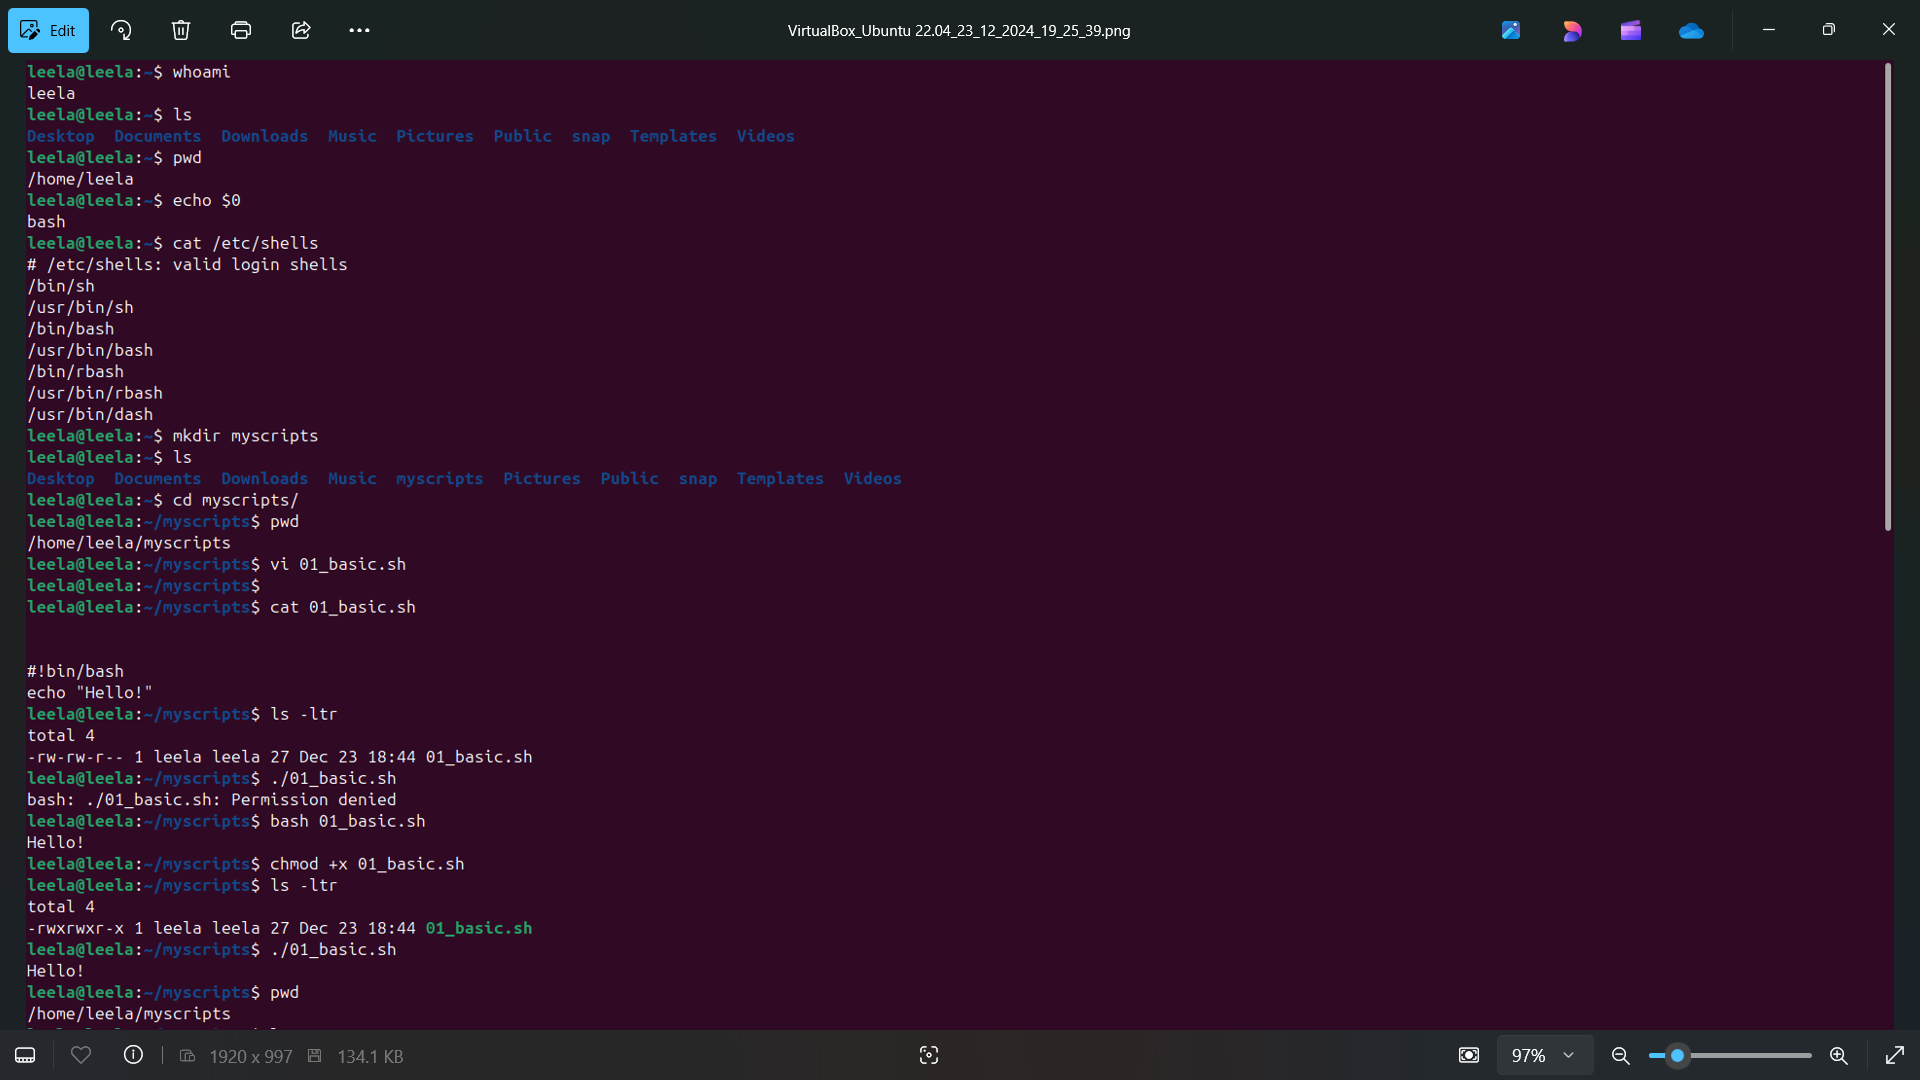 Edit
VirtualBox_Ubuntu 22.04_23_12_2024_19_25_39.png
leela@leela:~$ whoami
leela
leela@leela:~$ ls
Desktop Documents Downloads Music Pictures Public snap Templates Videos
leela@leela:~$ pwd
/home/leela
leela@leela:~$ echo $0
bash
leela@leela:~$ cat /etc/shells
# /etc/shells: valid login shells
/bin/sh
/usr/bin/sh
/bin/bash
/usr/bin/bash
/bin/rbash
/usr/bin/rbash
/usr/bin/dash
leela@leela:~$ mkdir myscripts
leela@leela:~$ ls
Desktop Documents Downloads Music myscripts Pictures Public snap Templates Videos
leela@leela:~$ cd myscripts/
leela@leela:~/myscripts$ pwd
/home/leela/myscripts
leela@leela:~/myscripts$ vi 01_basic.sh
leela@leela:~/myscripts$
leela@leela:~/myscripts$ cat 01_basic.sh
#!bin/bash
echo "Hello!"
leela@leela:~/myscripts$ ls -ltr
total 4
-rw-rw-r-- 1 leela leela 27 Dec 23 18:44 01_basic.sh
leela@leela:~/myscripts$ ./01_basic.sh
bash: ./01_basic.sh: Permission denied
leela@leela:~/myscripts$ bash 01_basic.sh
Hello!
leela@leela:~/myscripts$ chmod +x 01_basic.sh
leela@leela:~/myscripts$ ls -ltr
total 4
-rwxrwxr-x 1 leela leela 27 Dec 23 18:44 01_basic.sh
leela@leela:~/myscripts$ ./01_basic.sh
Hello!
leela@leela:~/myscripts$ pwd
/home/leela/myscripts
1920 x 997 134.1 KB 97%